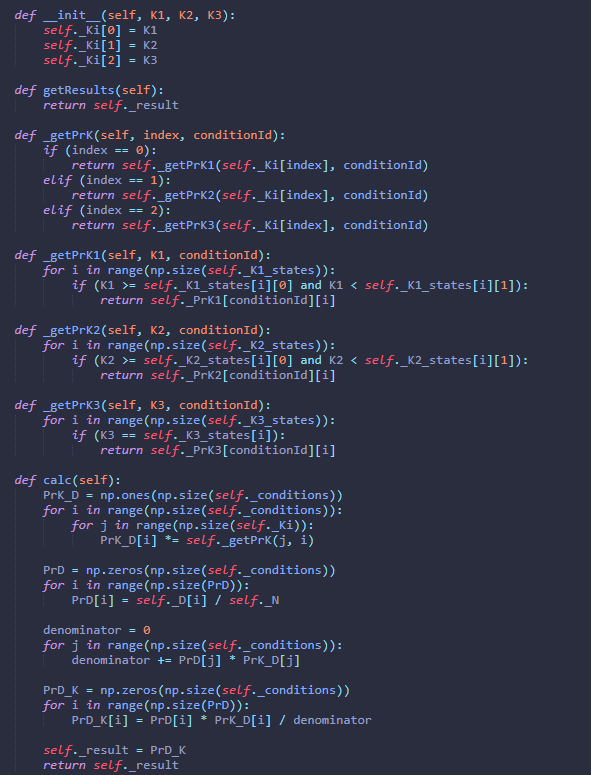 def __init__(self, K1, K2, K3):
    self._Ki[0] = K1
    self._Ki[1] = K2
    self._Ki[2] = K3

def getResults(self):
    return self._result

def _getPrK(self, index, conditionId):
    if (index == 0):
        return self._getPrK1(self._Ki[index], conditionId)
    elif (index == 1):
        return self._getPrK2(self._Ki[index], conditionId)
    elif (index == 2):
        return self._getPrK3(self._Ki[index], conditionId)

def _getPrK1(self, K1, conditionId):
    for i in range(np.size(self._K1_states)):
        if (K1 >= self._K1_states[i][0] and K1 < self._K1_states[i][1]):
            return self._PrK1[conditionId][i]

def _getPrK2(self, K2, conditionId):
    for i in range(np.size(self._K2_states)):
        if (K2 >= self._K2_states[i][0] and K2 < self._K2_states[i][1]):
            return self._PrK2[conditionId][i]

def _getPrK3(self, K3, conditionId):
    for i in range(np.size(self._K3_states)):
        if (K3 == self._K3_states[i]):
            return self._PrK3[conditionId][i]

def calc(self):
    PrK_D = np.ones(np.size(self._conditions))
    for i in range(np.size(self._conditions)):
        for j in range(np.size(self._Ki)):
            PrK_D[i] *= self._getPrK(j, i)

    PrD = np.zeros(np.size(self._conditions))
    for i in range(np.size(PrD)):
        PrD[i] = self._D[i] / self._N

    denominator = 0
    for j in range(np.size(self._conditions)):
        denominator += PrD[j] * PrK_D[j]

    PrD_K = np.zeros(np.size(self._conditions))
    for i in range(np.size(PrD)):
        PrD_K[i] = PrD[i] * PrK_D[i] / denominator

    self._result = PrD_K
    return self._result